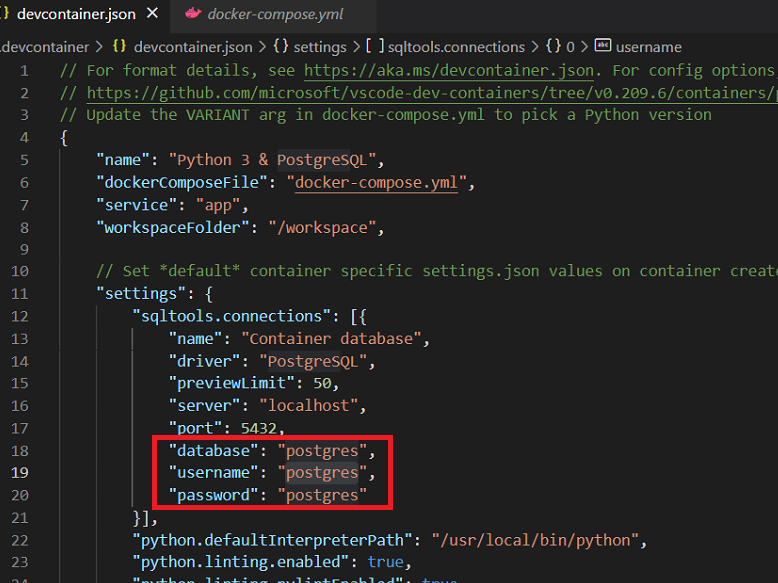 devcontainer.json × docker-compose.yml
.devcontainer > {} devcontainer.json > {} settings > [ ] sqltools.connections > {} 0 > abc username
1 // For format details, see https://aka.ms/devcontainer.json. For config options
2 // https://github.com/microsoft/vscode-dev-containers/tree/v0.209.6/containers/
3 // Update the VARIANT arg in docker-compose.yml to pick a Python version
4 {
5 "name": "Python 3 & PostgreSQL",
6 "dockerComposeFile": "docker-compose.yml",
7 "service": "app",
8 "workspaceFolder": "/workspace",
9
10 // Set *default* container specific settings.json values on container create
11 "settings": {
12 "sqltools.connections": [{
13 "name": "Container database",
14 "driver": "PostgreSQL",
15 "previewLimit": 50,
16 "server": "localhost",
17 "port": 5432,
18 "database": "postgres",
19 "username": "postgres",
20 "password": "postgres"
21 }],
22 "python.defaultInterpreterPath": "/usr/local/bin/python",
23 "python.linting.enabled": true,
"python.linting.pylintEnabled": true